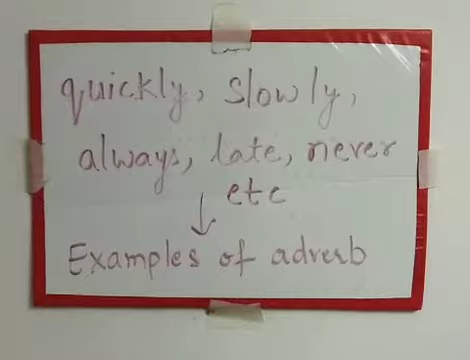 quickly, slowly,
always, late, never
etc
Examples of adverb